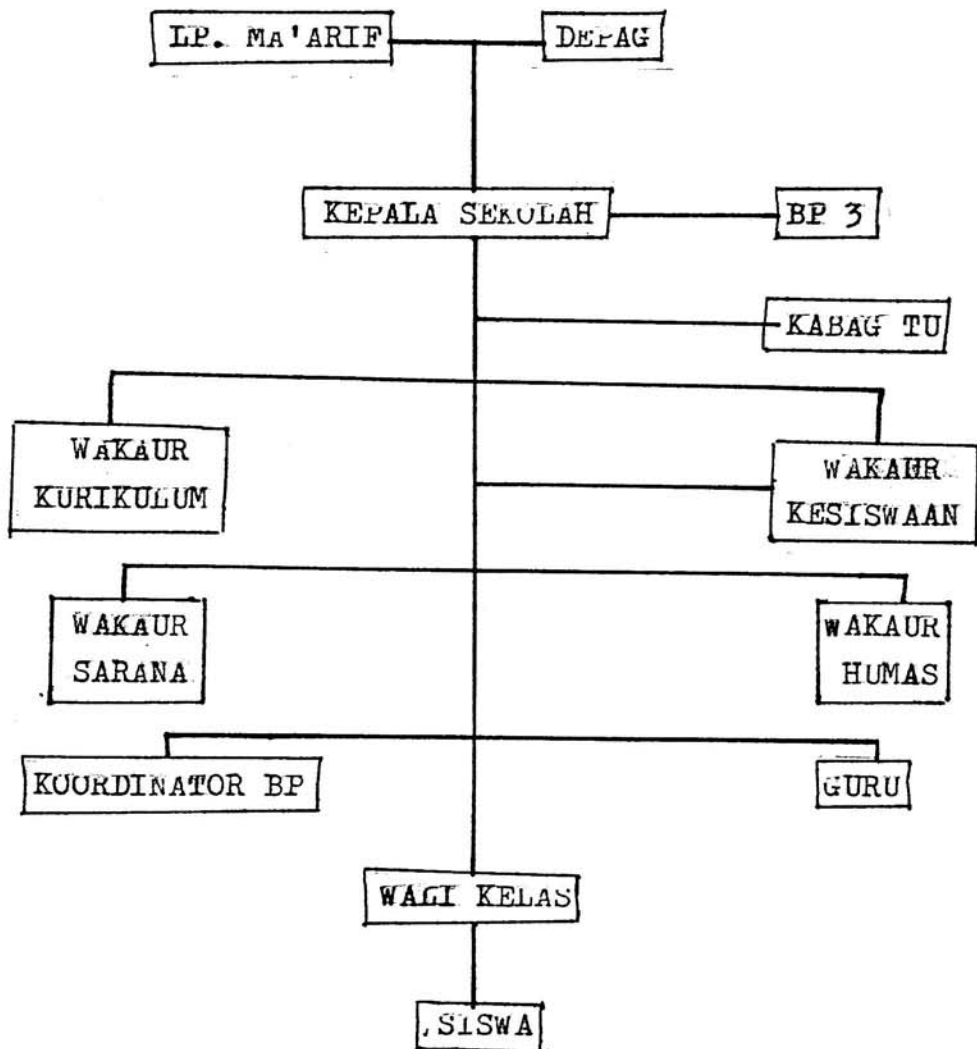 LP. MA'ARIF
DEPAG
KEPALA SEKOLAH
BP 3
KABAG TU
WAKAUR
KURIKULUM
WAKAUR
KESISWAAN
WAKAUR
SARANA
WAKAUR
HUMAS
KOORDINATOR BP
GURU
WALI KELAS
SISWA